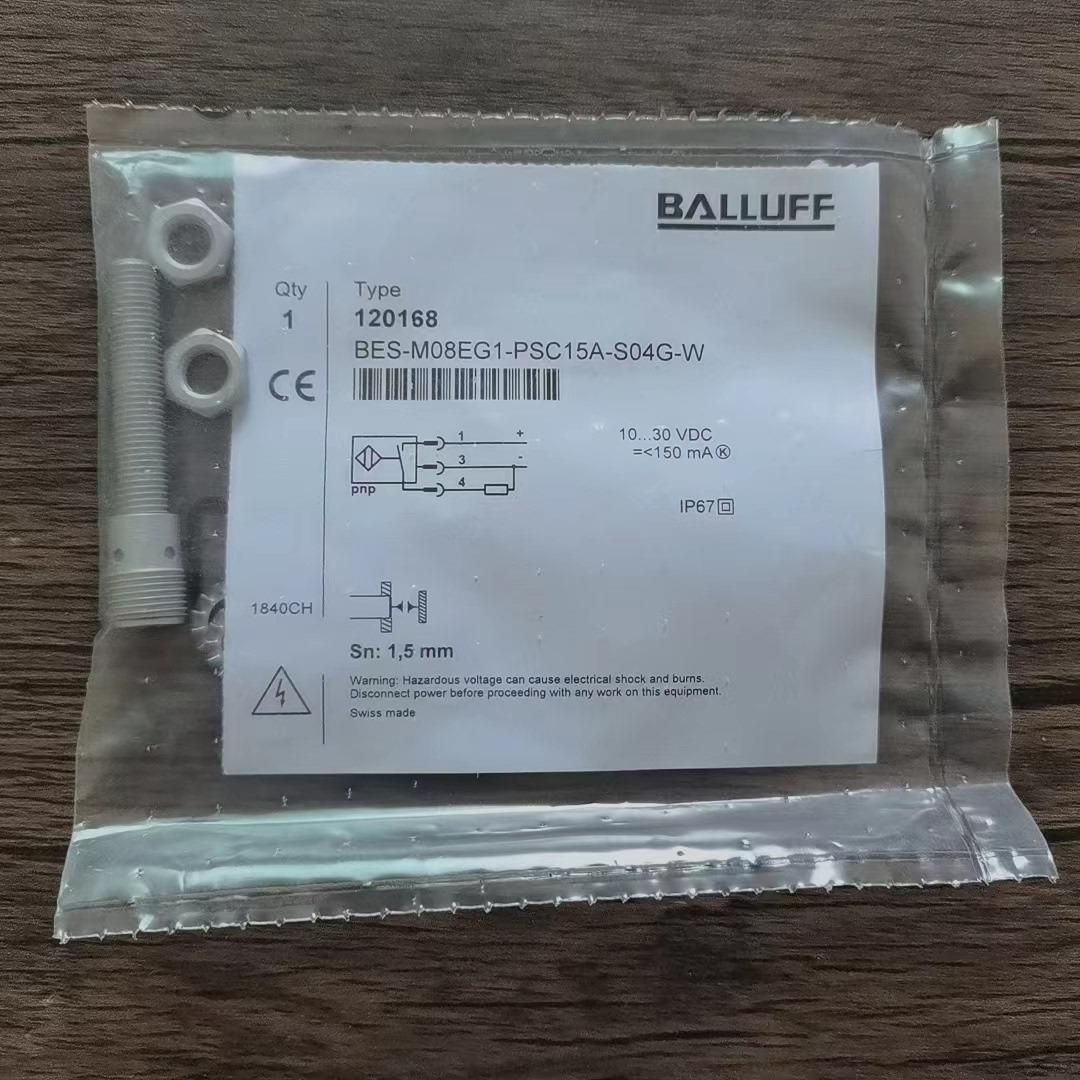 BALLUFF
Qty
1
Type
120168
BES-M08EG1-PSC15A-S04G-W
CE
1 +
3 -
4
pnp
10...30 VDC
=<150 mA Ⓚ
IP67
1840CH
Sn: 1,5 mm
Warning: Hazardous voltage can cause electrical shock and burns.
Disconnect power before proceeding with any work on this equipment.
Swiss made